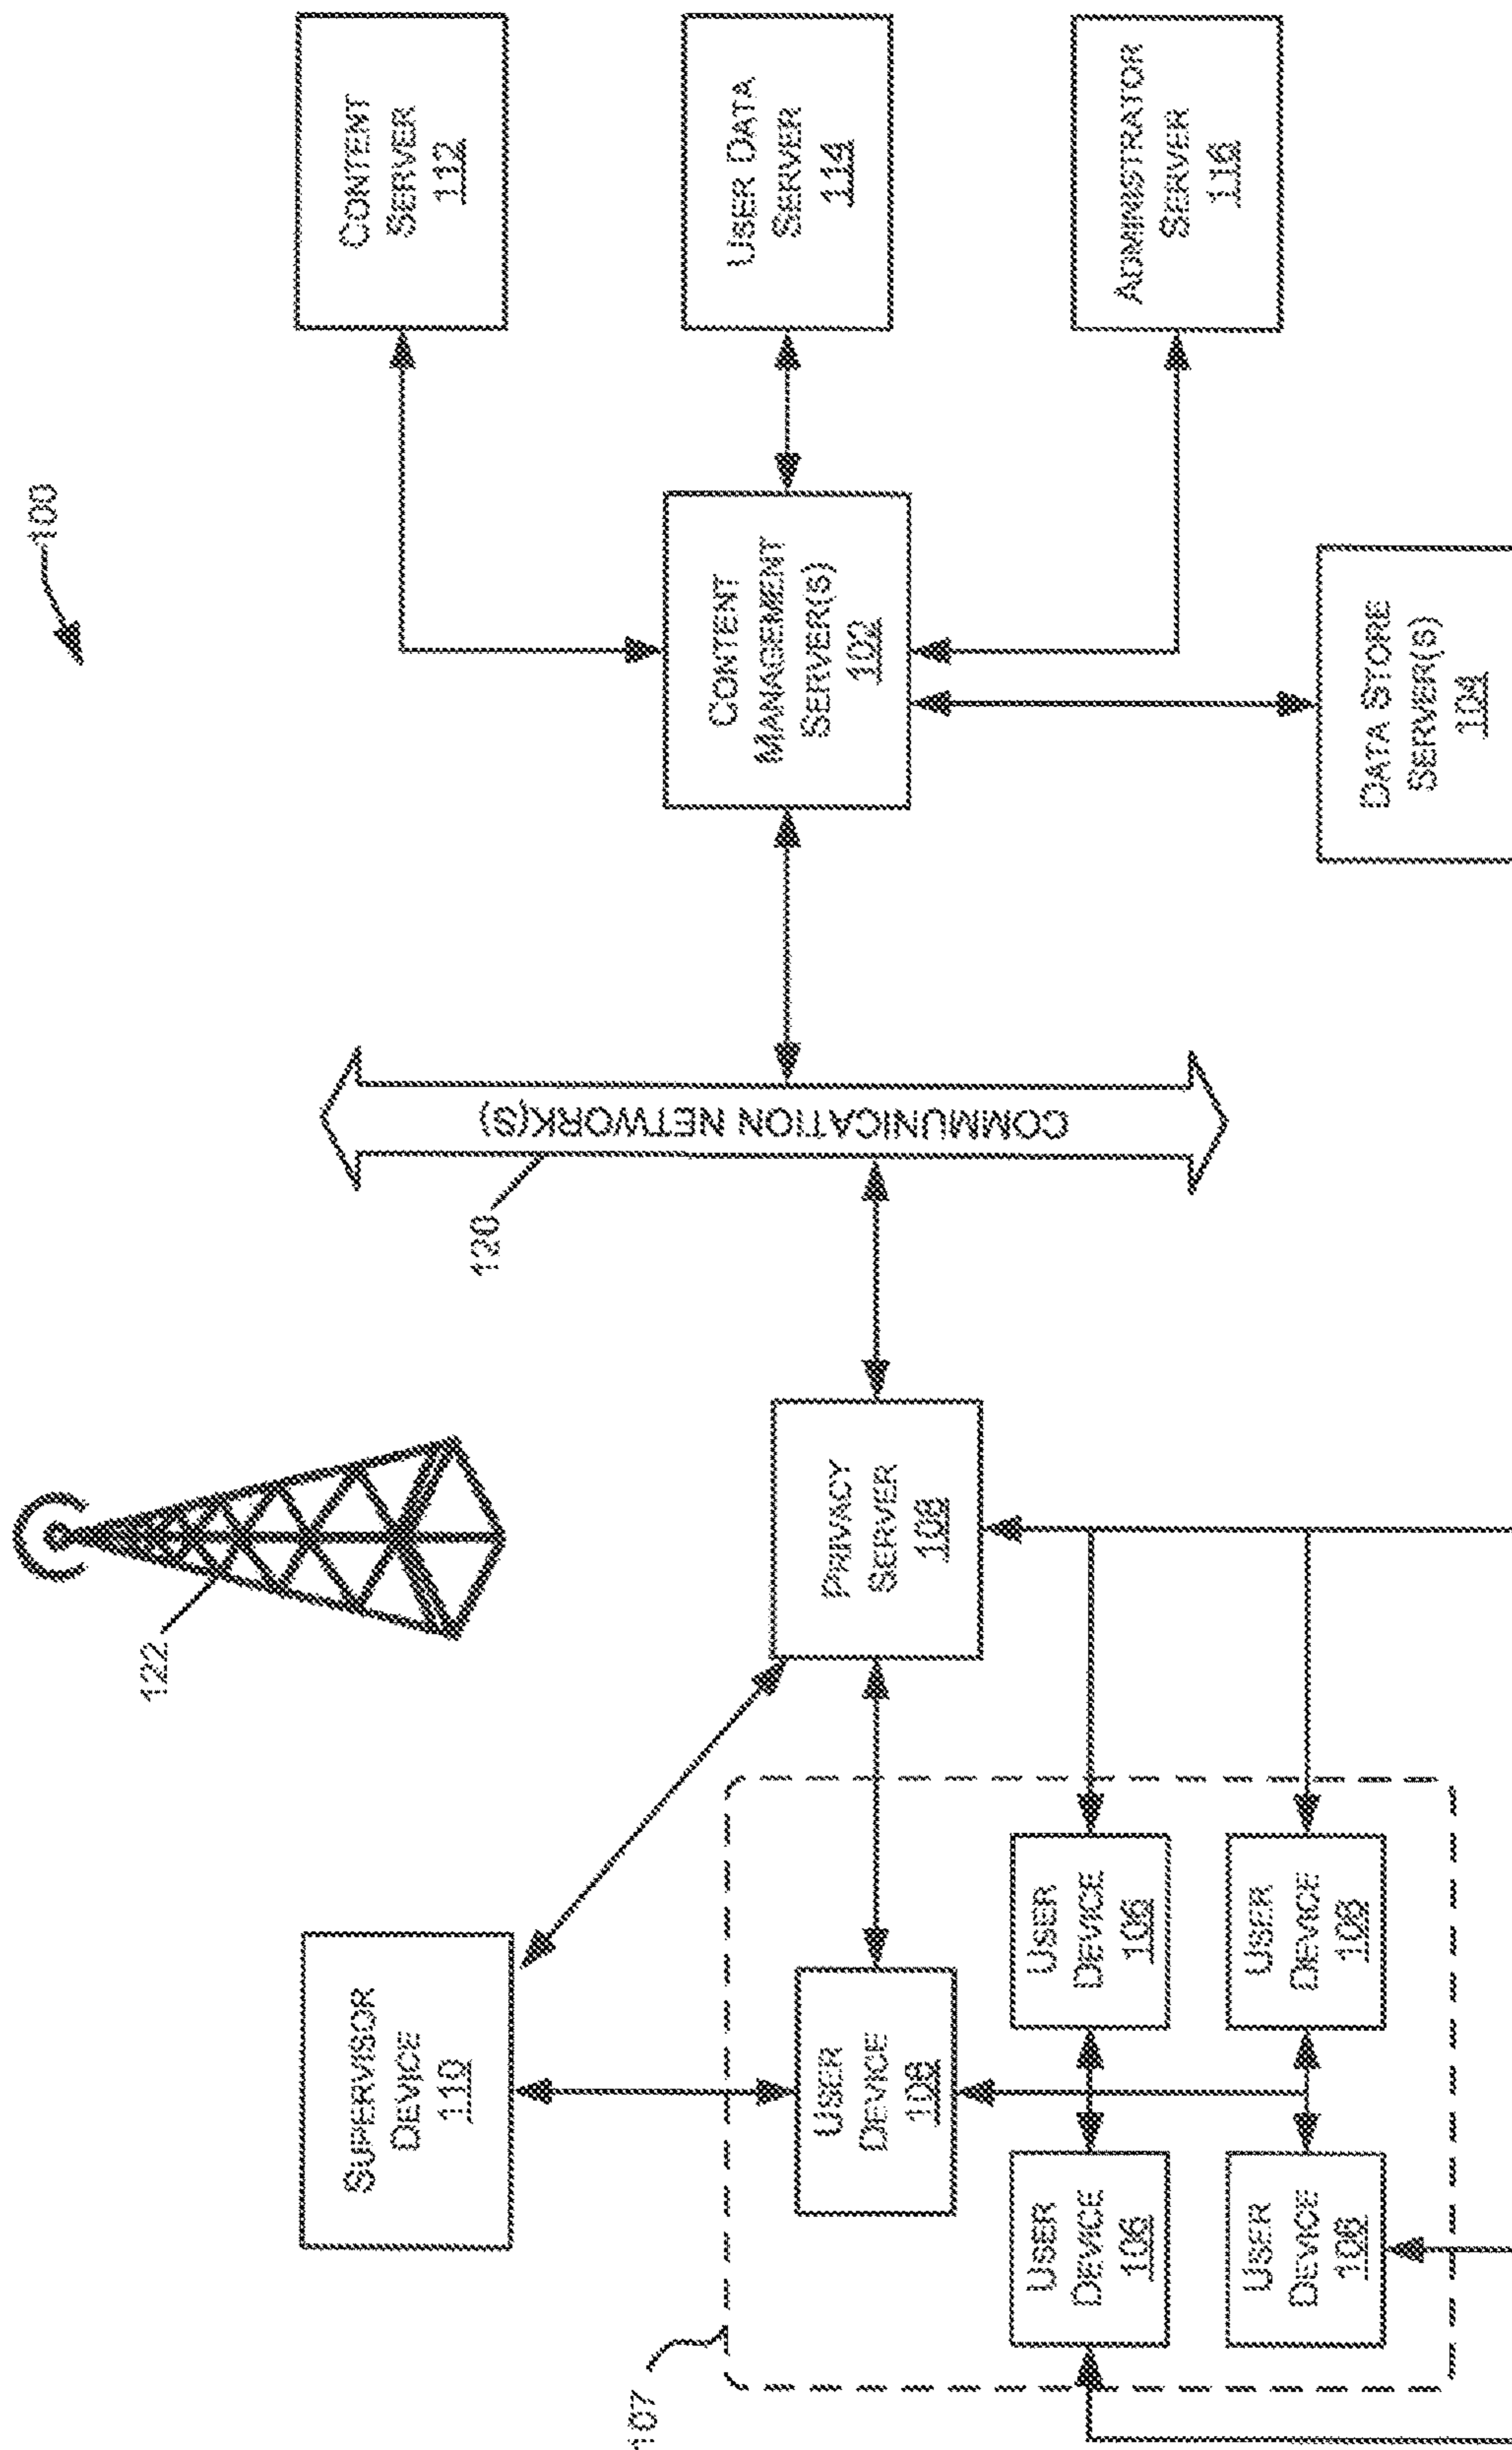 100
122
SUPERVISOR
DEVICE
110
CONTENT
SERVER
112
120
107
COMMUNICATION NETWORK(S)
CONTENT
MANAGEMENT
SERVER(S)
102
USER DATA
SERVER
114
USER
DEVICE
106
PRIVACY
SERVER
108
USER
DEVICE
106
USER
DEVICE
106
ADMINISTRATOR
SERVER
116
USER
DEVICE
106
USER
DEVICE
106
DATA STORE
SERVER(S)
104